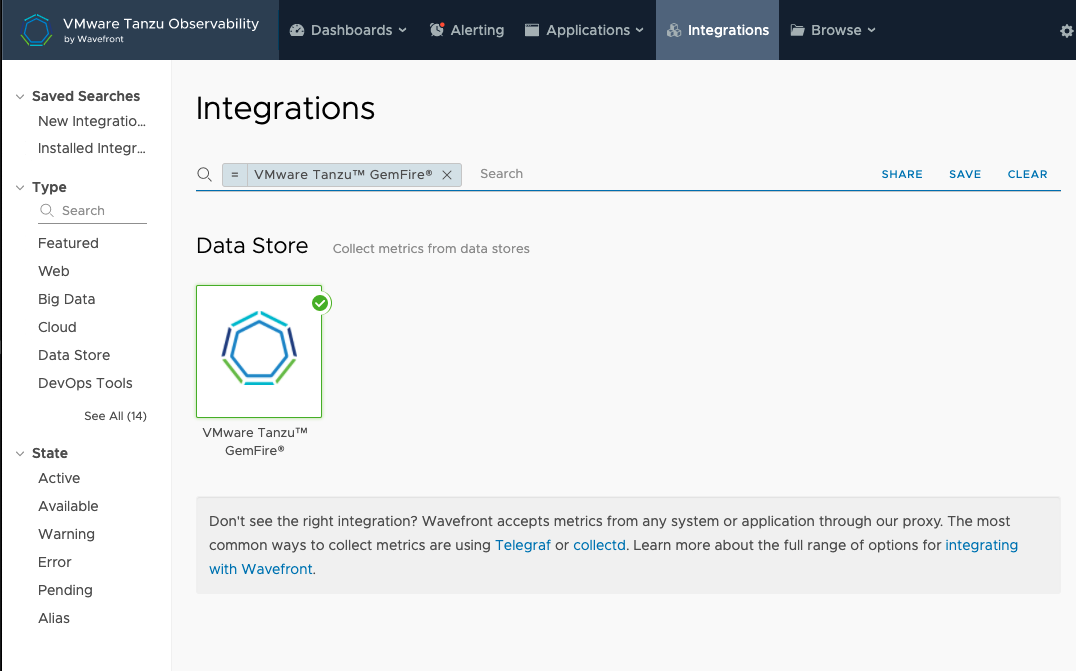 VMware Tanzu Observability
by Wavefront
Dashboards
Alerting
Applications
Integrations
Browse
Saved Searches
New Integratio...
Installed Integr...
Type
Search
Featured
Web
Big Data
Cloud
Data Store
DevOps Tools
See All (14)
State
Active
Available
Warning
Error
Pending
Alias
Integrations
= VMware Tanzu™ GemFire® Search
SHARE SAVE CLEAR
Data Store Collect metrics from data stores
VMware Tanzu™
GemFire®
Don't see the right integration? Wavefront accepts metrics from any system or application through our proxy. The most
common ways to collect metrics are using Telegraf or collectd. Learn more about the full range of options for integrating
with Wavefront.